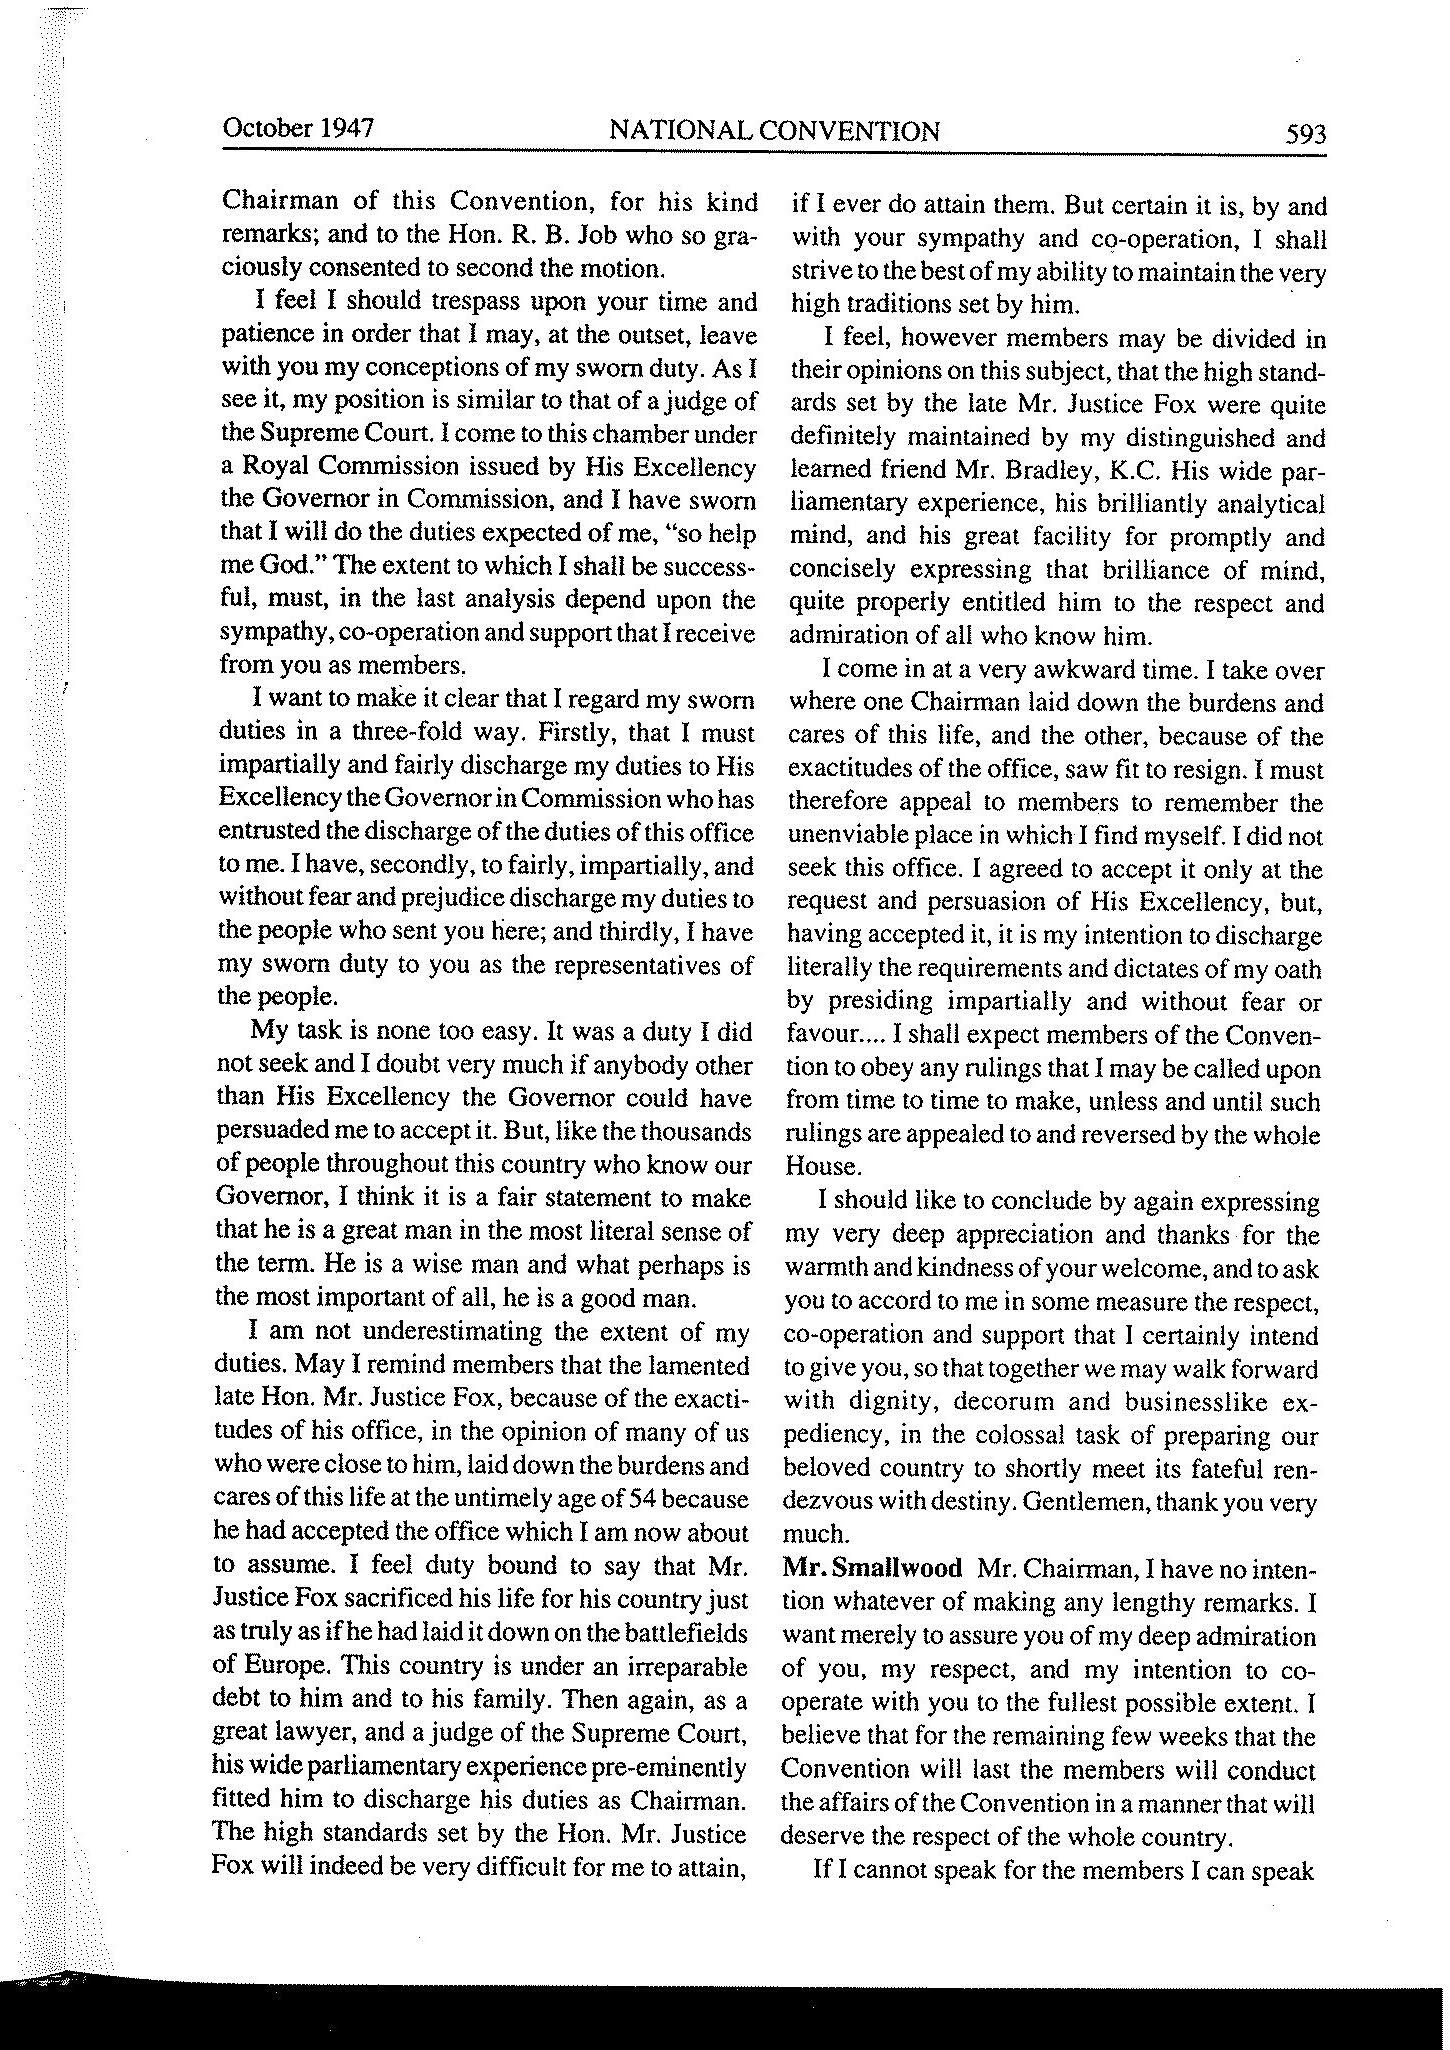 October 1947 NATIONAL CONVENTION 593
Chairman of this Convention, for his kind
remarks; and to the Hon. R. B. Job who so gra-
ciously consented to second the motion.
I feel I should trespass upon your time and
patience in order that I may, at the outset, leave
with you my conceptions of my sworn duty. As I
see it, my position is similar to that of a judge of
the Supreme Court. I come to this chamber under
a Royal Commission issued by His Excellency
the Governor in Commission, and I have sworn
that I will do the duties expected of me, "so help
me God." The extent to which I shall be success-
ful, must, in the last analysis depend upon the
sympathy, co-operation and support that I receive
from you as members.
I want to make it clear that I regard my sworn
duties in a three-fold way. Firstly, that I must
impartially and fairly discharge my duties to His
Excellency the Governor in Commission who has
entrusted the discharge of the duties of this office
to me. I have, secondly, to fairly, impartially, and
without fear and prejudice discharge my duties to
the people who sent you here; and thirdly, I have
my sworn duty to you as the representatives of
the people.
My task is none too easy. It was a duty I did
not seek and I doubt very much if anybody other
than His Excellency the Governor could have
persuaded me to accept it. But, like the thousands
of people throughout this country who know our
Governor, I think it is a fair statement to make
that he is a great man in the most literal sense of
the term. He is a wise man and what perhaps is
the most important of all, he is a good man.
I am not underestimating the extent of my
duties. May I remind members that the lamented
late Hon. Mr. Justice Fox, because of the exacti-
tudes of his office, in the opinion of many of us
who were close to him, laid down the burdens and
cares of this life at the untimely age of 54 because
he had accepted the office which I am now about
to assume. I feel duty bound to say that Mr.
Justice Fox sacrificed his life for his country just
as truly as if he had laid it down on the battlefields
of Europe. This country is under an irreparable
debt to him and to his family. Then again, as a
great lawyer, and a judge of the Supreme Court,
his wide parliamentary experience pre-eminently
fitted him to discharge his duties as Chairman.
The high standards set by the Hon. Mr. Justice
Fox will indeed be very difficult for me to attain,
if I ever do attain them. But certain it is, by and
with your sympathy and co-operation, I shall
strive to the best of my ability to maintain the very
high traditions set by him.
I feel, however members may be divided in
their opinions on this subject, that the high stand-
ards set by the late Mr. Justice Fox were quite
definitely maintained by my distinguished and
learned friend Mr. Bradley, K.C. His wide par-
liamentary experience, his brilliantly analytical
mind, and his great facility for promptly and
concisely expressing that brilliance of mind,
quite properly entitled him to the respect and
admiration of all who know him.
I come in at a very awkward time. I take over
where one Chairman laid down the burdens and
cares of this life, and the other, because of the
exactitudes of the office, saw fit to resign. I must
therefore appeal to members to remember the
unenviable place in which I find myself. I did not
seek this office. I agreed to accept it only at the
request and persuasion of His Excellency, but,
having accepted it, it is my intention to discharge
literally the requirements and dictates of my oath
by presiding impartially and without fear or
favour.... I shall expect members of the Conven-
tion to obey any rulings that I may be called upon
from time to time to make, unless and until such
rulings are appealed to and reversed by the whole
House.
I should like to conclude by again expressing
my very deep appreciation and thanks for the
warmth and kindness of your welcome, and to ask
you to accord to me in some measure the respect,
co-operation and support that I certainly intend
to give you, so that together we may walk forward
with dignity, decorum and businesslike ex-
pediency, in the colossal task of preparing our
beloved country to shortly meet its fateful ren-
dezvous with destiny. Gentlemen, thank you very
much.
Mr. Smallwood Mr. Chairman, I have no inten-
tion whatever of making any lengthy remarks. I
want merely to assure you of my deep admiration
of you, my respect, and my intention to co-
operate with you to the fullest possible extent. I
believe that for the remaining few weeks that the
Convention will last the members will conduct
the affairs of the Convention in a manner that will
deserve the respect of the whole country.
If I cannot speak for the members I can speak